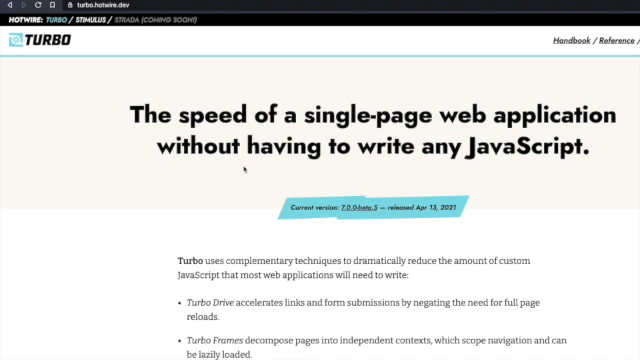 turbo.hotwire.dev
HOTWIRE: TURBO / STIMULUS / STRADA (COMING SOON!)
TURBO
Handbook / Reference /
The speed of a single-page web application
without having to write any JavaScript.
Current version: 7.0.0-beta.5 — released Apr 13, 2021
Turbo uses complementary techniques to dramatically reduce the amount of custom
JavaScript that most web applications will need to write:
• Turbo Drive accelerates links and form submissions by negating the need for full page
reloads.
• Turbo Frames decompose pages into independent contexts, which scope navigation and can
be lazily loaded.